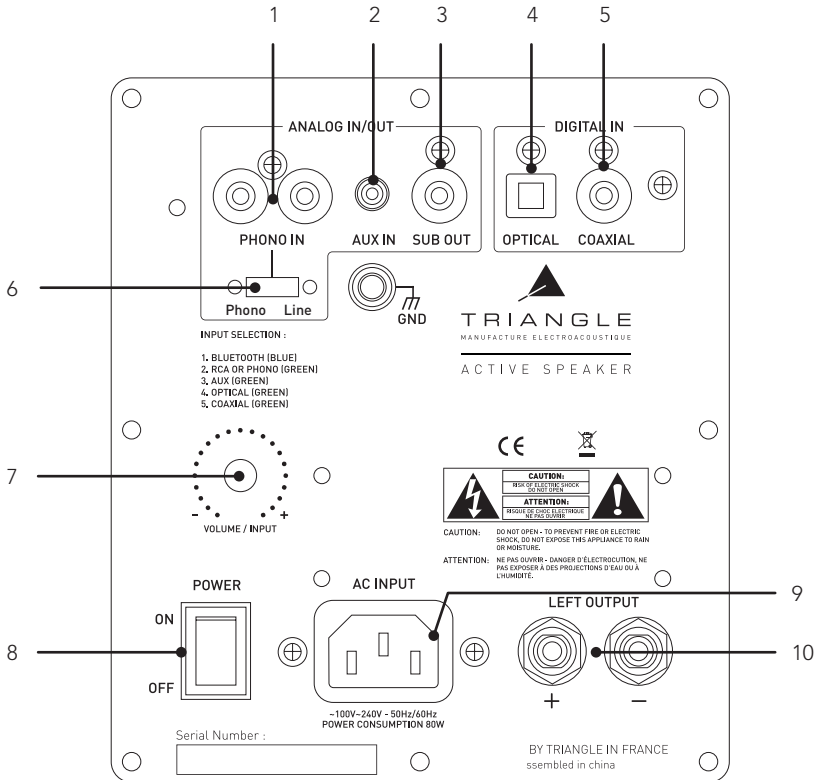 1 2 3 4 5
ANALOG IN/OUT
DIGITAL IN
PHONO IN
AUX IN
SUB OUT
OPTICAL
COAXIAL
6
Phono Line
GND
TRIANGLE
MANUFACTURE ELECTROACOUSTIQUE
ACTIVE SPEAKER
INPUT SELECTION :
1. BLUETOOTH (BLUE)
2. RCA OR PHONO (GREEN)
3. AUX (GREEN)
4. OPTICAL (GREEN)
5. COAXIAL (GREEN)
7
- +
VOLUME / INPUT
CE
CAUTION:
RISK OF ELECTRIC SHOCK
DO NOT OPEN
ATTENTION:
RISQUE DE CHOC ELECTRIQUE
NE PAS OUVRIR
CAUTION: DO NOT OPEN - TO PREVENT FIRE OR ELECTRIC
SHOCK, DO NOT EXPOSE THIS APPLIANCE TO RAIN
OR MOISTURE.
ATTENTION: NE PAS OUVRIR - DANGER D'ÉLECTROCUTION, NE
PAS EXPOSER À DES PROJECTIONS D'EAU OU À
L'HUMIDITÉ.
POWER
ON
OFF
8
AC INPUT
9
~100V~240V - 50Hz/60Hz
POWER CONSUMPTION 80W
LEFT OUTPUT
10
+ −
Serial Number :
BY TRIANGLE IN FRANCE
ssembled in china